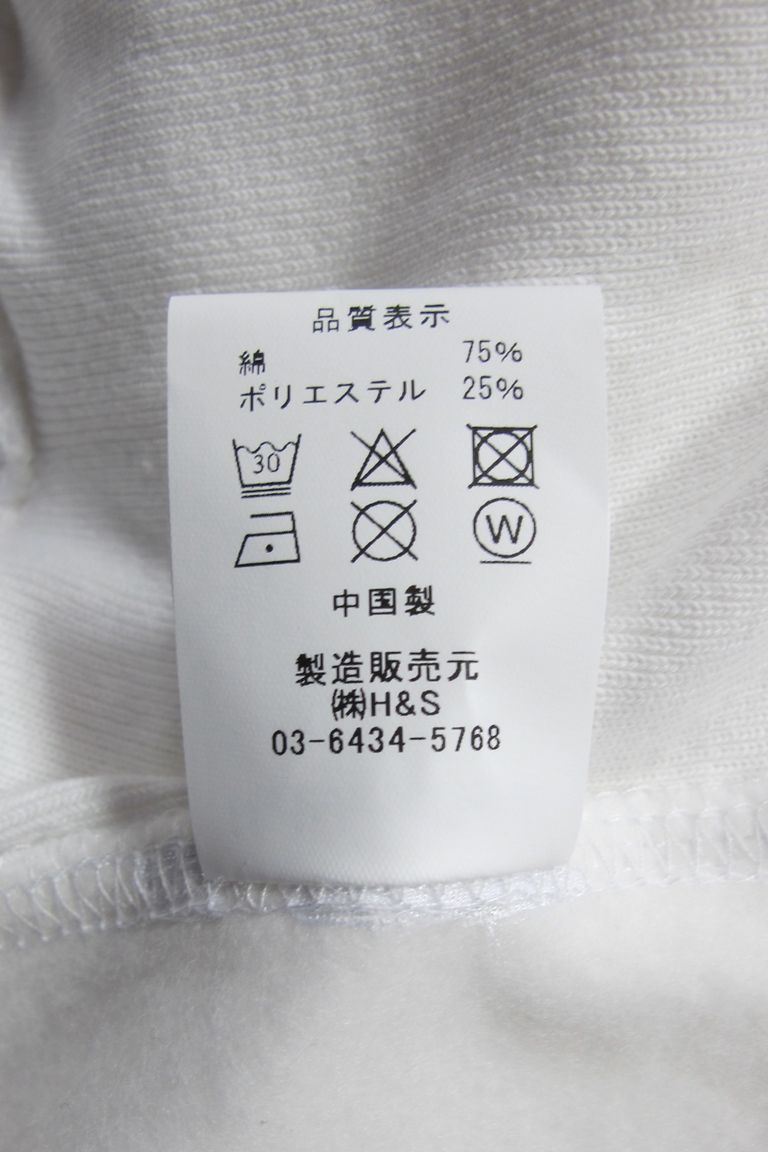 品質表示
綿 75%
ポリエステル 25%
30
W
中国製
製造販売元
㈱H&S
03-6434-5768